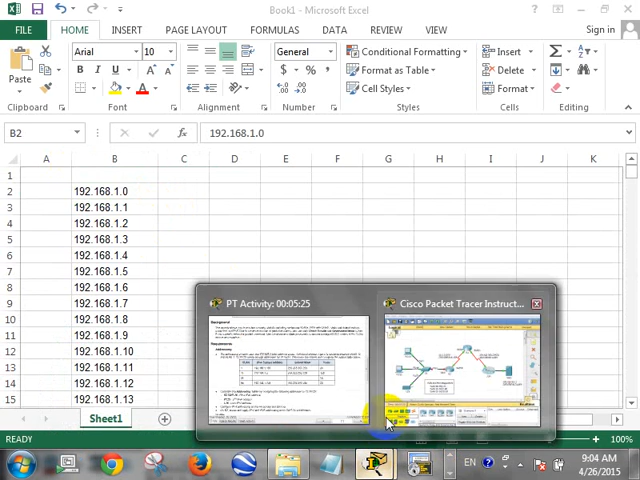 Book1 - Microsoft Excel
FILE HOME INSERT PAGE LAYOUT FORMULAS DATA REVIEW VIEW Sign in
Arial 10 General Conditional Formatting Insert
Paste B I U A A $ % , Format as Table Delete
Cell Styles Format
Clipboard Font Alignment Number Styles Cells Editing
B2 fx 192.168.1.0
A B C D E F G H I J K
1
2 192.168.1.0
3 192.168.1.1
4 192.168.1.2
5 192.168.1.3
6 192.168.1.4
7 192.168.1.5
8 192.168.1.6
9 192.168.1.7
10 192.168.1.8
11 192.168.1.9
12 192.168.1.10
13 192.168.1.11
14 192.168.1.12
15 192.168.1.13
PT Activity: 00:05:25
Cisco Packet Tracer Instruct...
Background
Requirements
Sheet1
READY 100%
EN 9:04 AM
4/26/2015